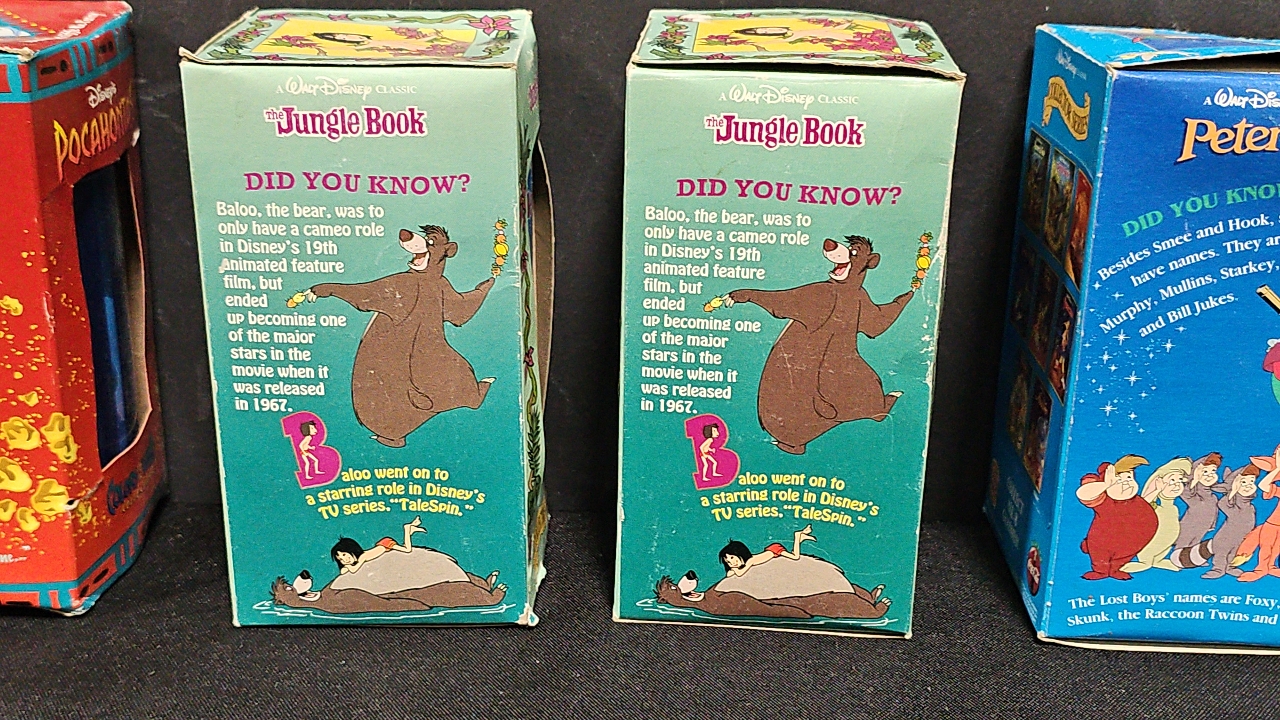 Disney's
POCAHONTAS
A WALT DISNEY CLASSIC
The Jungle Book
DID YOU KNOW?
Baloo, the bear, was to
only have a cameo role
in Disney's 19th
Animated feature
film, but
ended
up becoming one
of the major
stars in the
movie when it
was released
in 1967.
Baloo went on to
a starring role in Disney's
TV series, "TaleSpin."
A WALT DISNEY CLASSIC
The Jungle Book
DID YOU KNOW?
Baloo, the bear, was to
only have a cameo role
in Disney's 19th
animated feature
film, but
ended
up becoming one
of the major
stars in the
movie when it
was released
in 1967.
Baloo went on to
a starring role in Disney's
TV series, "TaleSpin."
A WALT DIS
Peter
DID YOU KNO
Besides Smee and Hook,
have names. They ar
Murphy, Mullins, Starkey,
and Bill Jukes.
The Lost Boys' names are Foxy
Skunk, the Raccoon Twins and